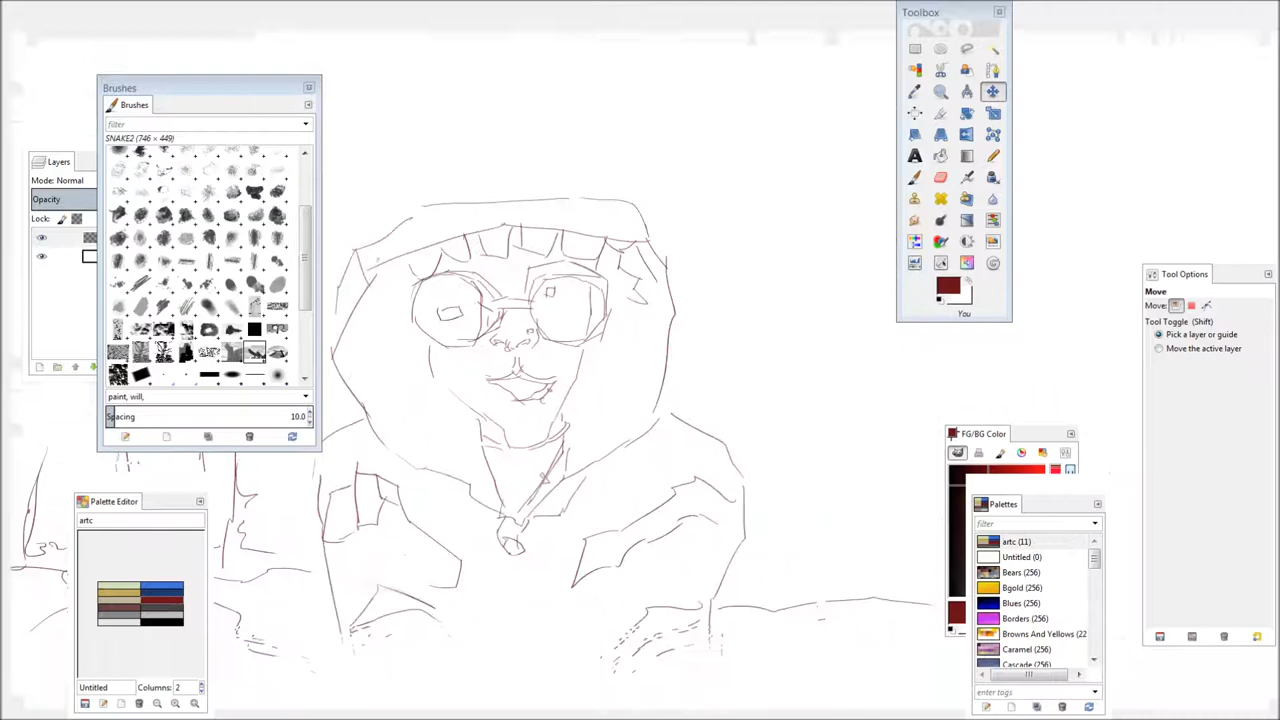 Toolbox
You
Brushes
Brushes
filter
SNAKE2 (746 × 449)
paint, will,
Spacing
10.0
Layers
Mode: Normal
Opacity
Lock:
Palette Editor
artc
Untitled
Columns: 2
Tool Options
Move
Move:
Tool Toggle (Shift)
Pick a layer or guide
Move the active layer
FG/BG Color
Palettes
filter
artc (11)
Untitled (0)
Bears (256)
Bgold (256)
Blues (256)
Borders (256)
Browns And Yellows (22
Caramel (256)
Cascade (256)
enter tags